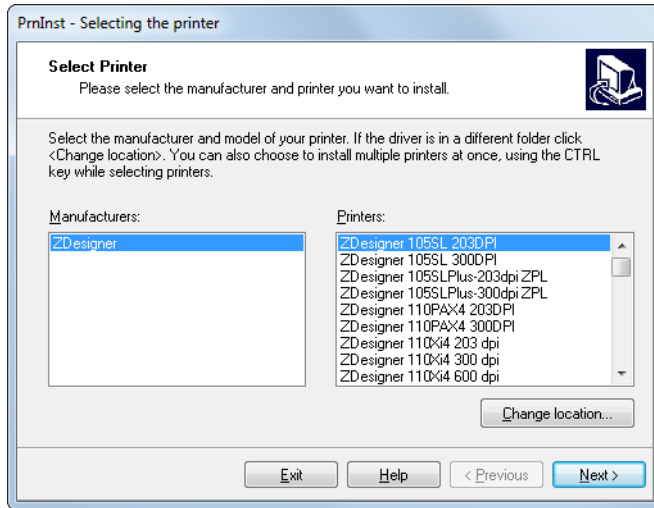 PrnInst - Selecting the printer
Select Printer
Please select the manufacturer and printer you want to install.
Select the manufacturer and model of your printer. If the driver is in a different folder click
<Change location>. You can also choose to install multiple printers at once, using the CTRL
key while selecting printers.
Manufacturers:
ZDesigner
Printers:
ZDesigner 105SL 203DPI
ZDesigner 105SL 300DPI
ZDesigner 105SLPlus-203dpi ZPL
ZDesigner 105SLPlus-300dpi ZPL
ZDesigner 110PAX4 203DPI
ZDesigner 110PAX4 300DPI
ZDesigner 110Xi4 203 dpi
ZDesigner 110Xi4 300 dpi
ZDesigner 110Xi4 600 dpi
Change location...
Exit
Help
< Previous
Next >